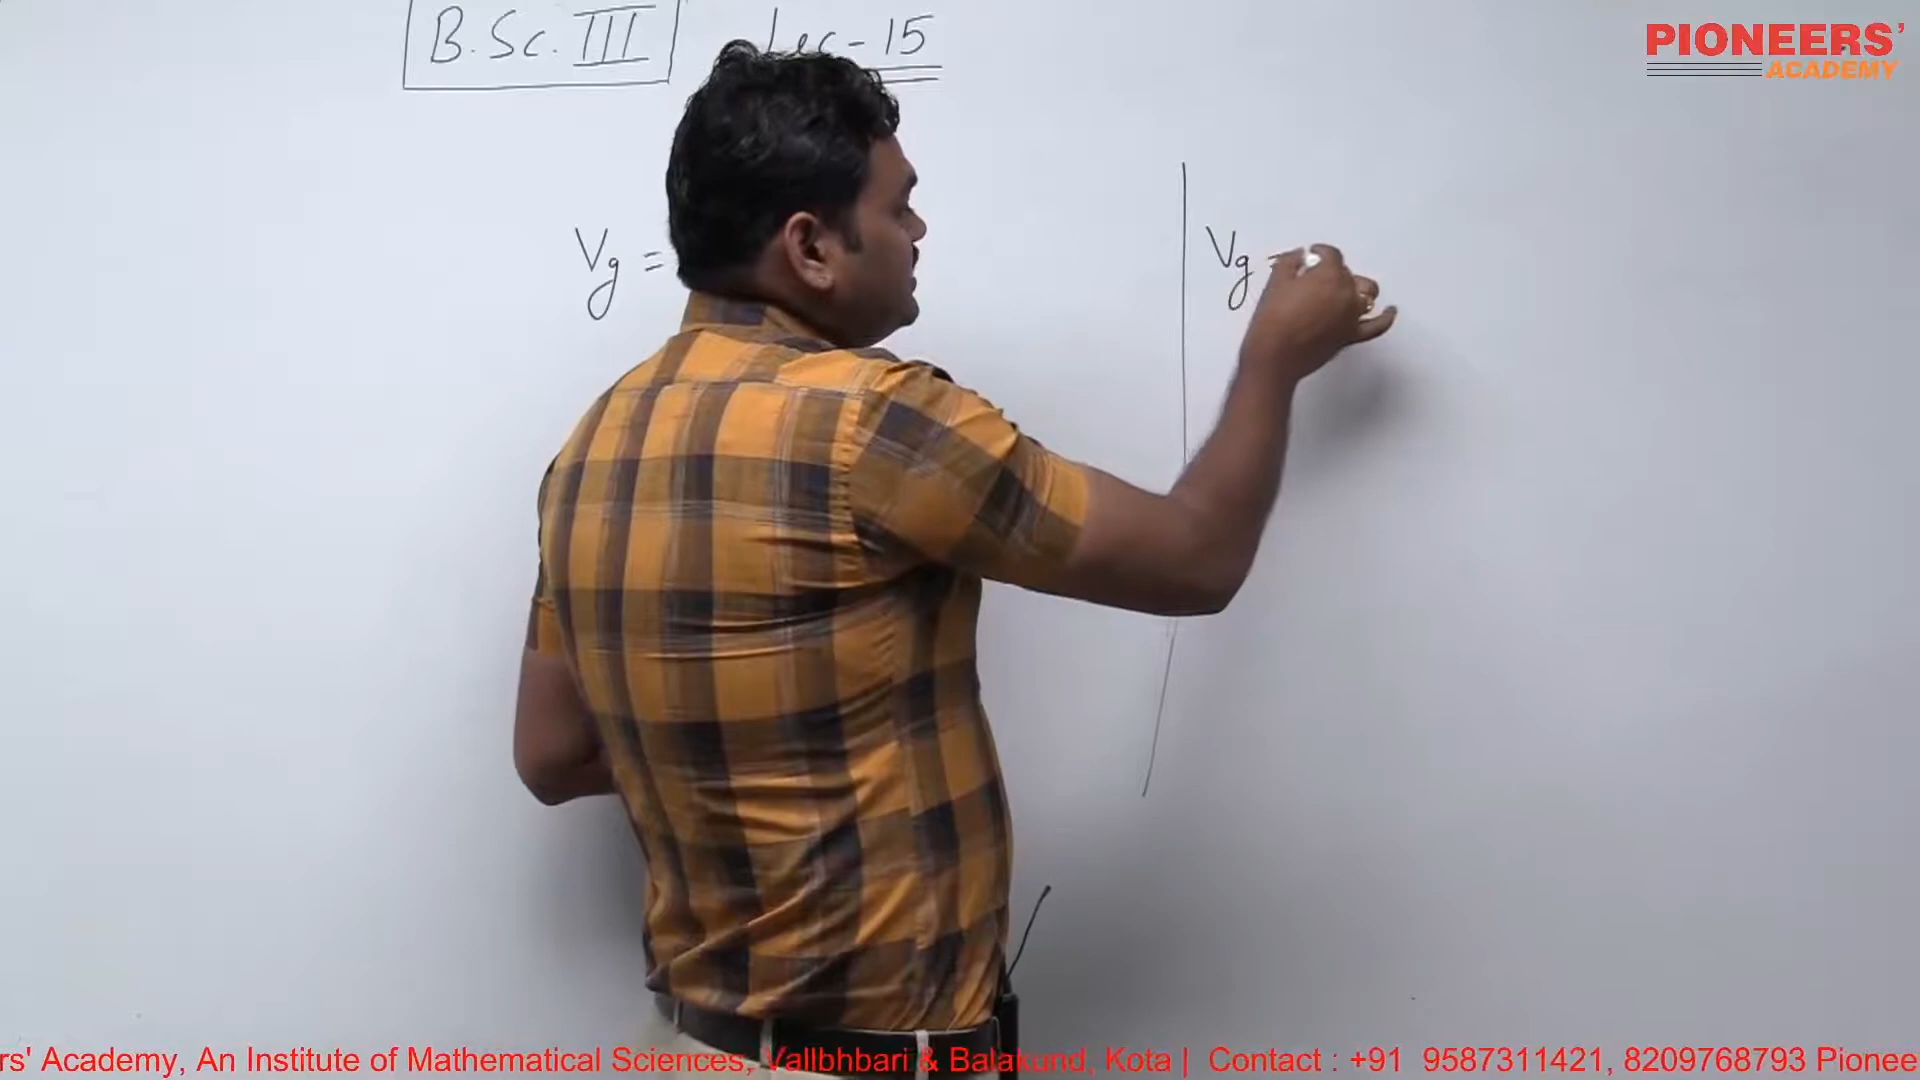 B.Sc. III Lec-15
PIONEERS'
ACADEMY
Vg = Vg =
rs' Academy, An Institute of Mathematical Sciences, Vallbhbari & Balakund, Kota | Contact : +91 9587311421, 8209768793 Pionee